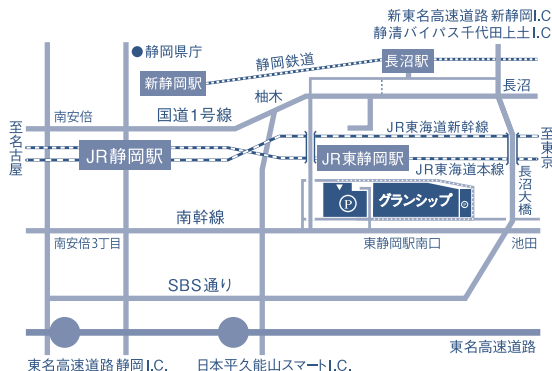 新東名高速道路 新静岡I.C
静清バイパス千代田上土I.C
静岡県庁
静岡鉄道
長沼駅
新静岡駅
柚木
長沼
南安倍
国道1号線
JR東海道新幹線
至名古屋
JR静岡駅
JR東静岡駅
至東京
JR東海道本線
長沼大橋
グランシップ
P
南幹線
南安倍3丁目
東静岡駅南口
池田
SBS通り
東名高速道路
東名高速道路 静岡I.C.
日本平久能山スマートI.C.